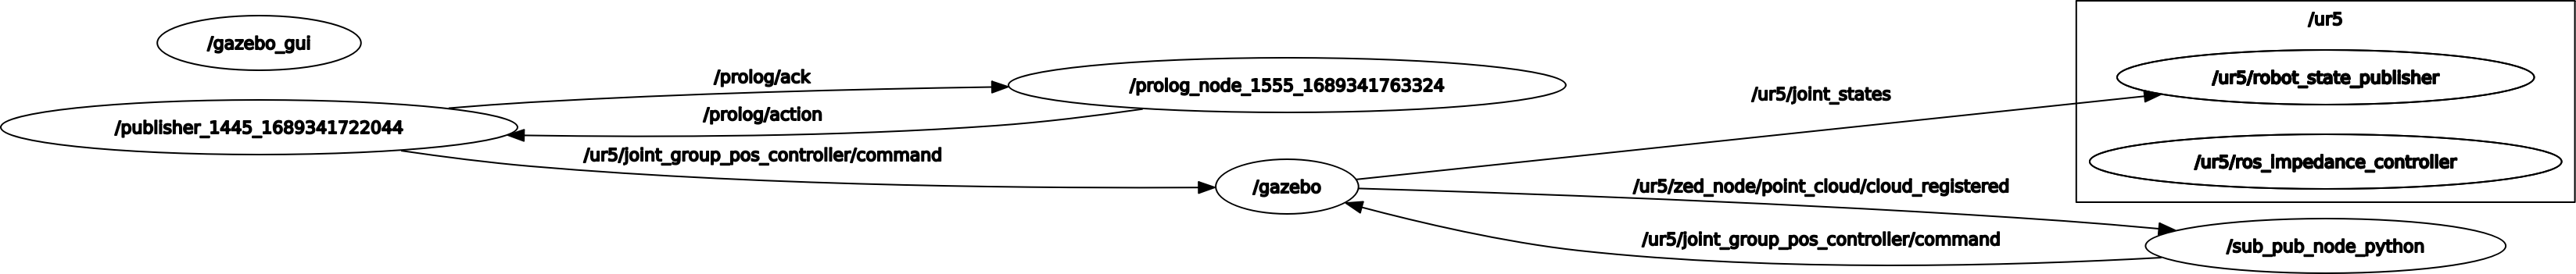 /gazebo_gui
/publisher_1445_1689341722044
/prolog/ack
/prolog/action
/ur5/joint_group_pos_controller/command
/prolog_node_1555_1689341763324
/gazebo
/ur5/joint_states
/ur5/zed_node/point_cloud/cloud_registered
/ur5/joint_group_pos_controller/command
/ur5
/ur5/robot_state_publisher
/ur5/ros_impedance_controller
/sub_pub_node_python